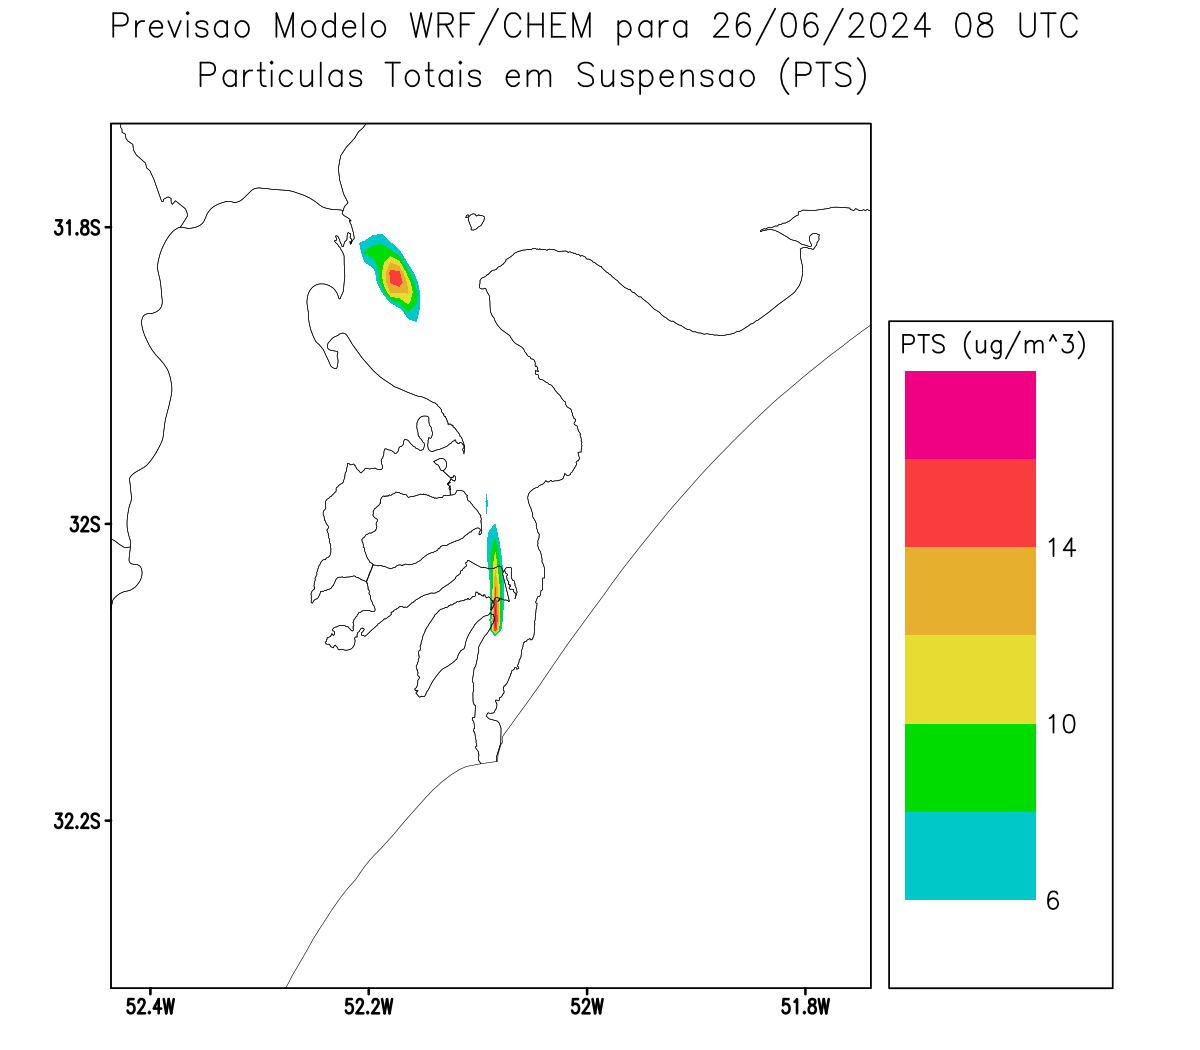 Previsao Modelo WRF/CHEM para 26/06/2024 08 UTC
Particulas Totais em Suspensao (PTS)
31.8S
32S
32.2S
52.4W
52.2W
52W
51.8W
PTS (ug/m^3)
14
10
6